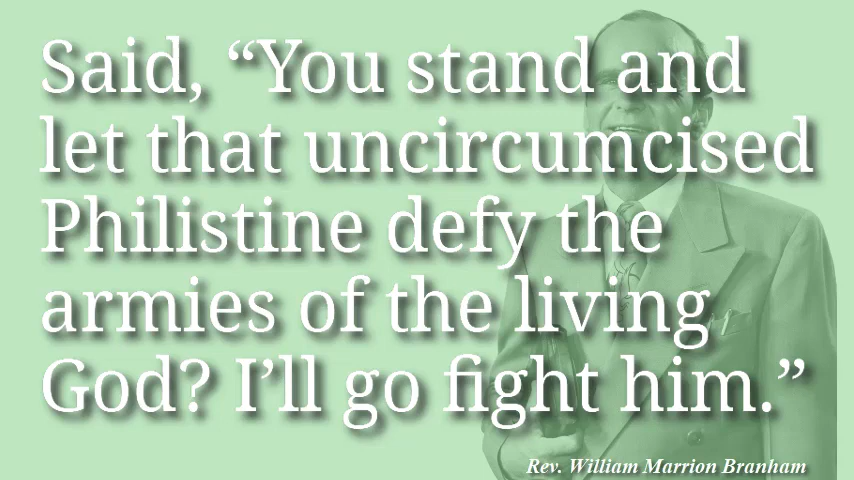 Said, “You stand and
let that uncircumcised
Philistine defy the
armies of the living
God? I’ll go fight him.”
Rev. William Marrion Branham